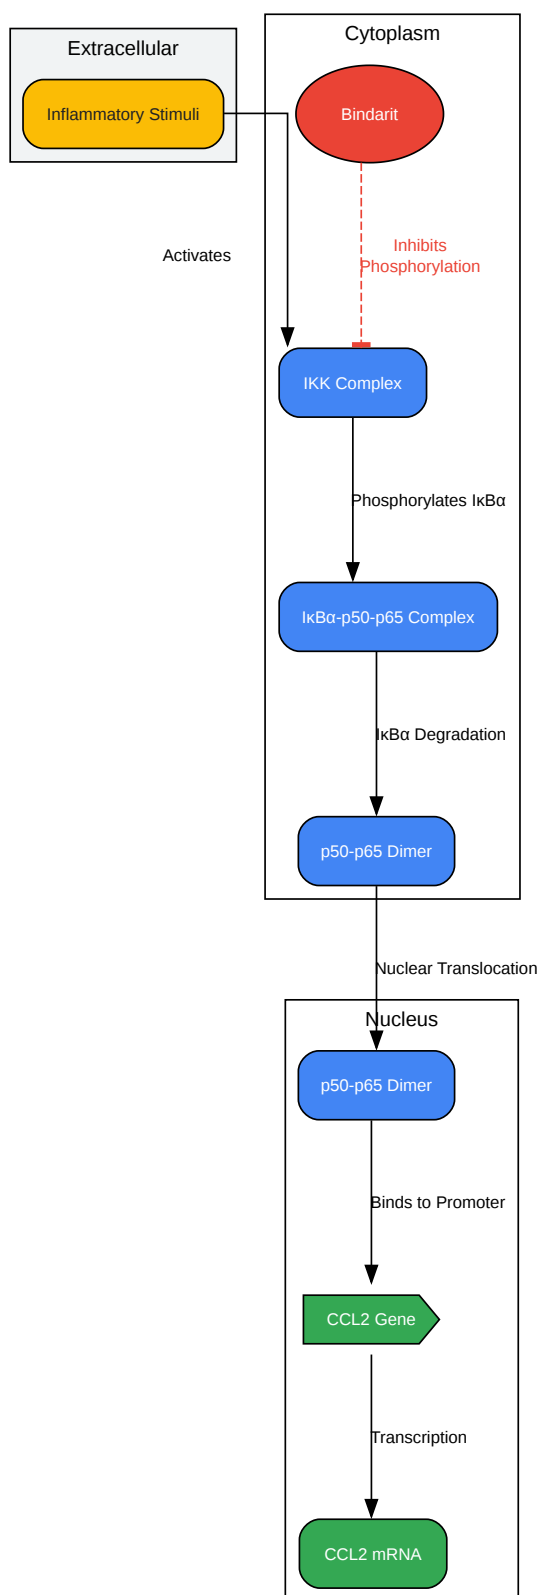 Extracellular
Cytoplasm
Inflammatory Stimuli
Bindarit
Activates
Inhibits
Phosphorylation
IKK Complex
Phosphorylates IκBα
IκBα-p50-p65 Complex
IκBα Degradation
p50-p65 Dimer
Nuclear Translocation
Nucleus
p50-p65 Dimer
Binds to Promoter
CCL2 Gene
Transcription
CCL2 mRNA